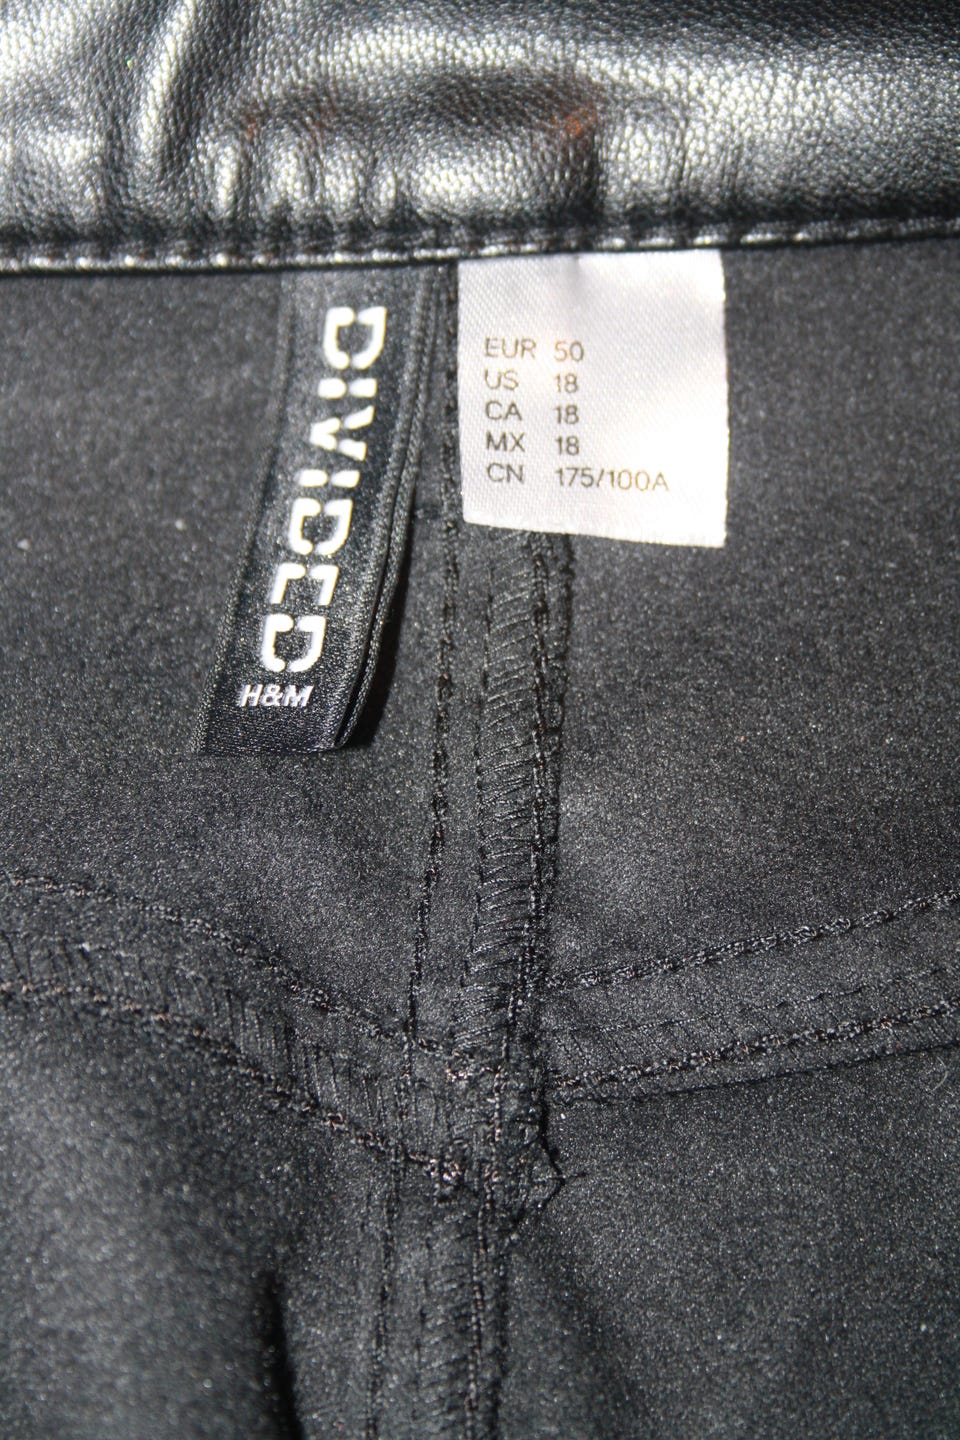 DIVIDED
H&M
EUR 50
US 18
CA 18
MX 18
CN 175/100A